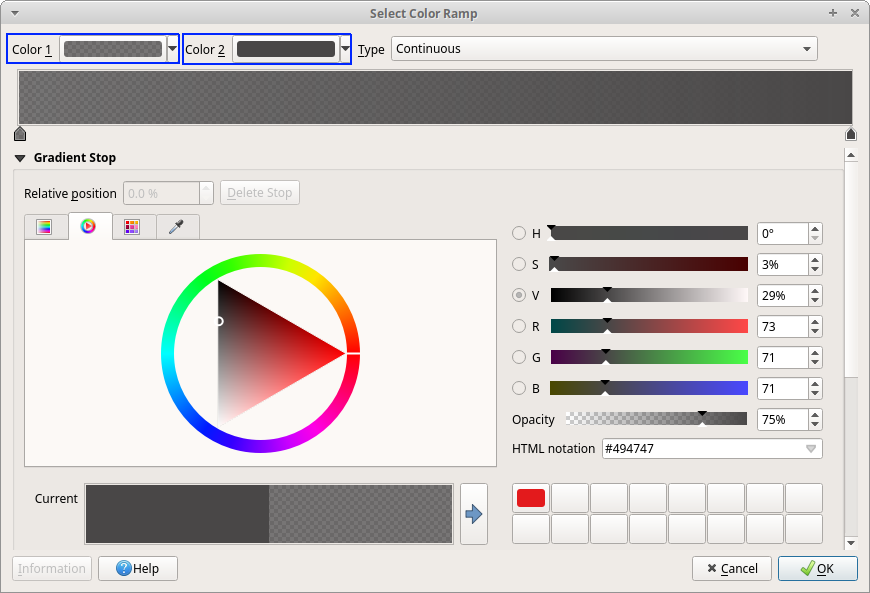 Select Color Ramp
Color 1 Color 2 Type Continuous
Gradient Stop
Relative position 0.0 % Delete Stop
H 0°
S 3%
V 29%
R 73
G 71
B 71
Opacity 75%
HTML notation #494747
Current
Information Help Cancel OK